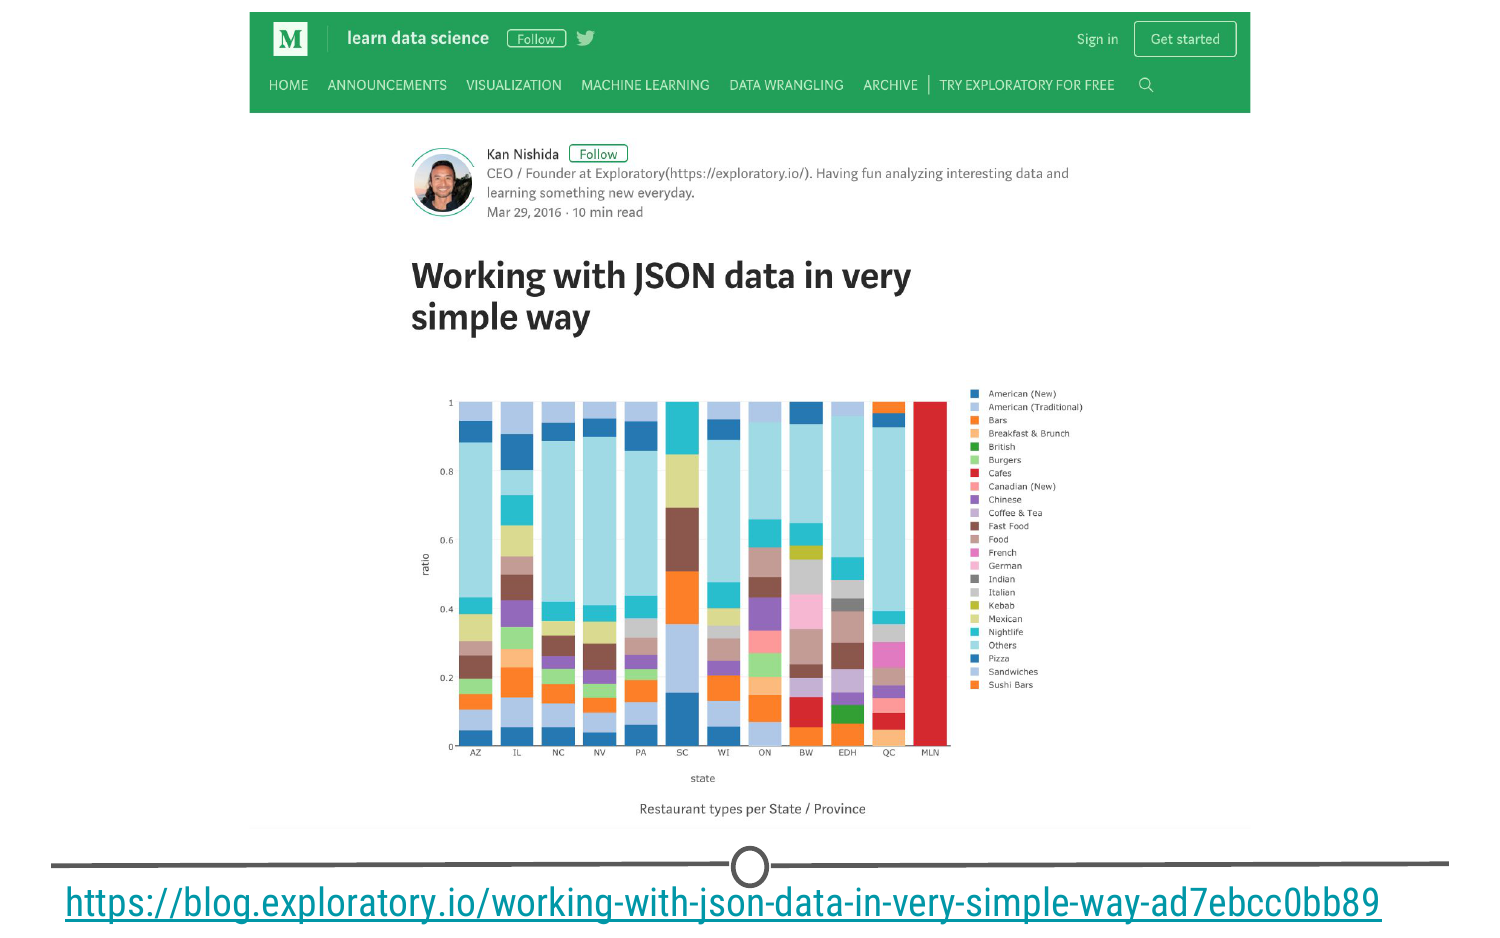 M learn data science Follow Sign in Get started
HOME ANNOUNCEMENTS VISUALIZATION MACHINE LEARNING DATA WRANGLING ARCHIVE TRY EXPLORATORY FOR FREE
Kan Nishida Follow
CEO / Founder at Exploratory(https://exploratory.io/). Having fun analyzing interesting data and
learning something new everyday.
Mar 29, 2016 · 10 min read
Working with JSON data in very
simple way
1
0.8
0.6
0.4
0.2
0
ratio
AZ IL NC NV PA SC WI ON BW EDH QC MLN
state
American (New)
American (Traditional)
Bars
Breakfast & Brunch
British
Burgers
Cafes
Canadian (New)
Chinese
Coffee & Tea
Fast Food
Food
French
German
Indian
Italian
Kebab
Mexican
Nightlife
Others
Pizza
Sandwiches
Sushi Bars
Restaurant types per State / Province
https://blog.exploratory.io/working-with-json-data-in-very-simple-way-ad7ebcc0bb89